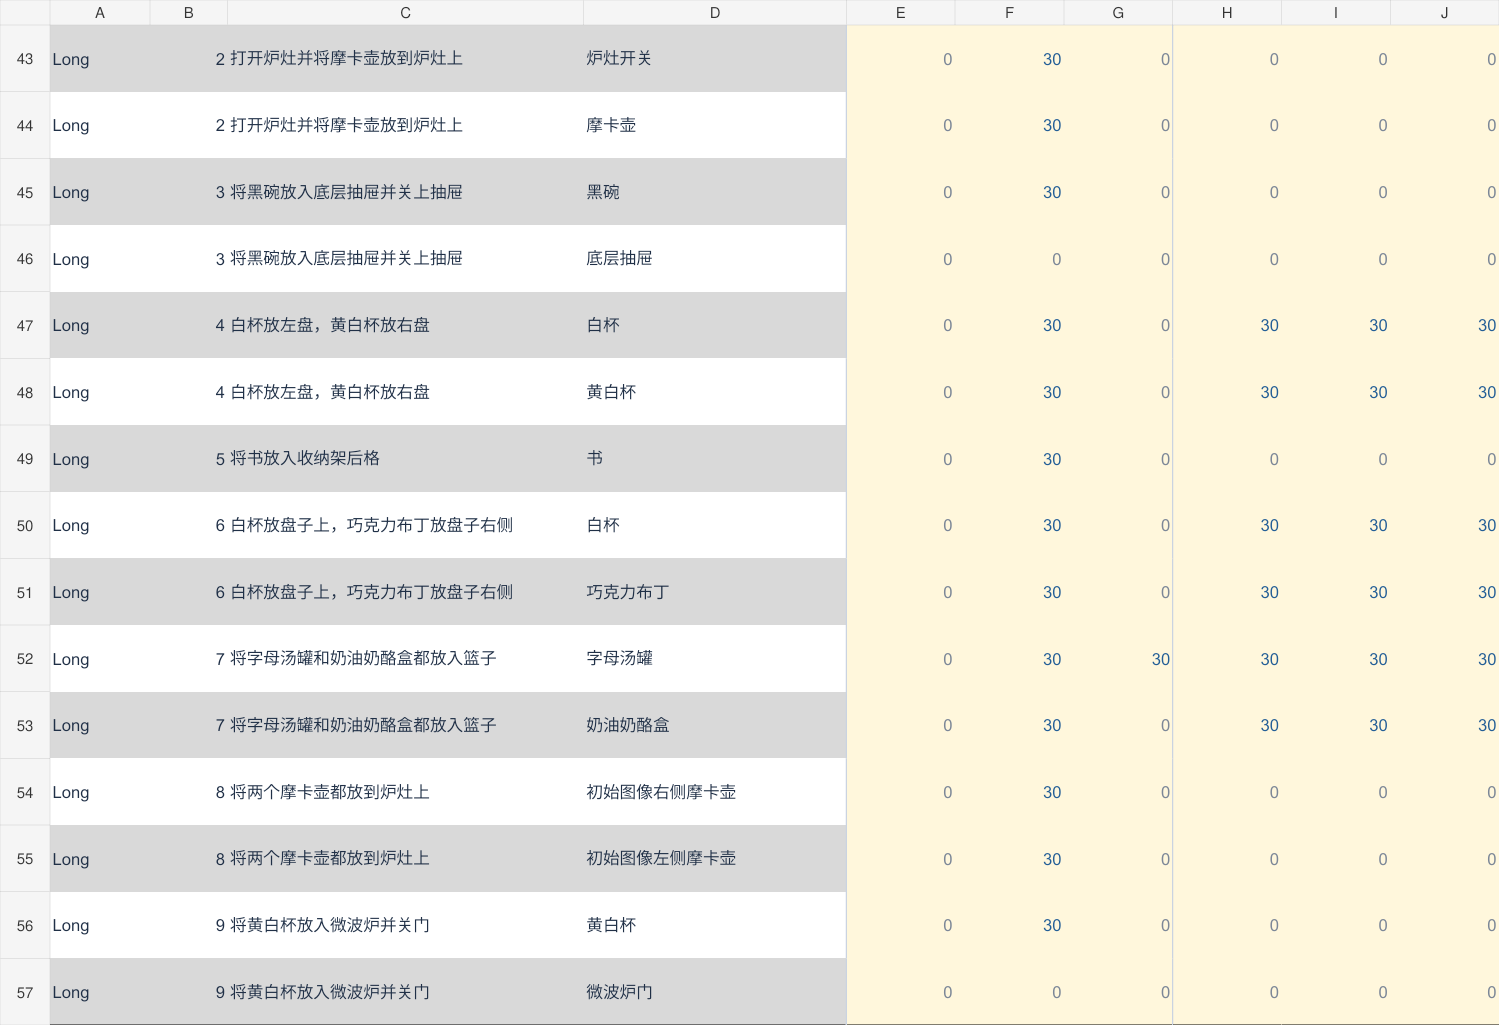 A B C D E F G H I J
43 Long 2 打开炉灶并将摩卡壶放到炉灶上 炉灶开关 0 30 0 0 0 0
44 Long 2 打开炉灶并将摩卡壶放到炉灶上 摩卡壶 0 30 0 0 0 0
45 Long 3 将黑碗放入底层抽屉并关上抽屉 黑碗 0 30 0 0 0 0
46 Long 3 将黑碗放入底层抽屉并关上抽屉 底层抽屉 0 0 0 0 0 0
47 Long 4 白杯放左盘，黄白杯放右盘 白杯 0 30 0 30 30 30
48 Long 4 白杯放左盘，黄白杯放右盘 黄白杯 0 30 0 30 30 30
49 Long 5 将书放入收纳架后格 书 0 30 0 0 0 0
50 Long 6 白杯放盘子上，巧克力布丁放盘子右侧 白杯 0 30 0 30 30 30
51 Long 6 白杯放盘子上，巧克力布丁放盘子右侧 巧克力布丁 0 30 0 30 30 30
52 Long 7 将字母汤罐和奶油奶酪盒都放入篮子 字母汤罐 0 30 30 30 30 30
53 Long 7 将字母汤罐和奶油奶酪盒都放入篮子 奶油奶酪盒 0 30 0 30 30 30
54 Long 8 将两个摩卡壶都放到炉灶上 初始图像右侧摩卡壶 0 30 0 0 0 0
55 Long 8 将两个摩卡壶都放到炉灶上 初始图像左侧摩卡壶 0 30 0 0 0 0
56 Long 9 将黄白杯放入微波炉并关门 黄白杯 0 30 0 0 0 0
57 Long 9 将黄白杯放入微波炉并关门 微波炉门 0 0 0 0 0 0